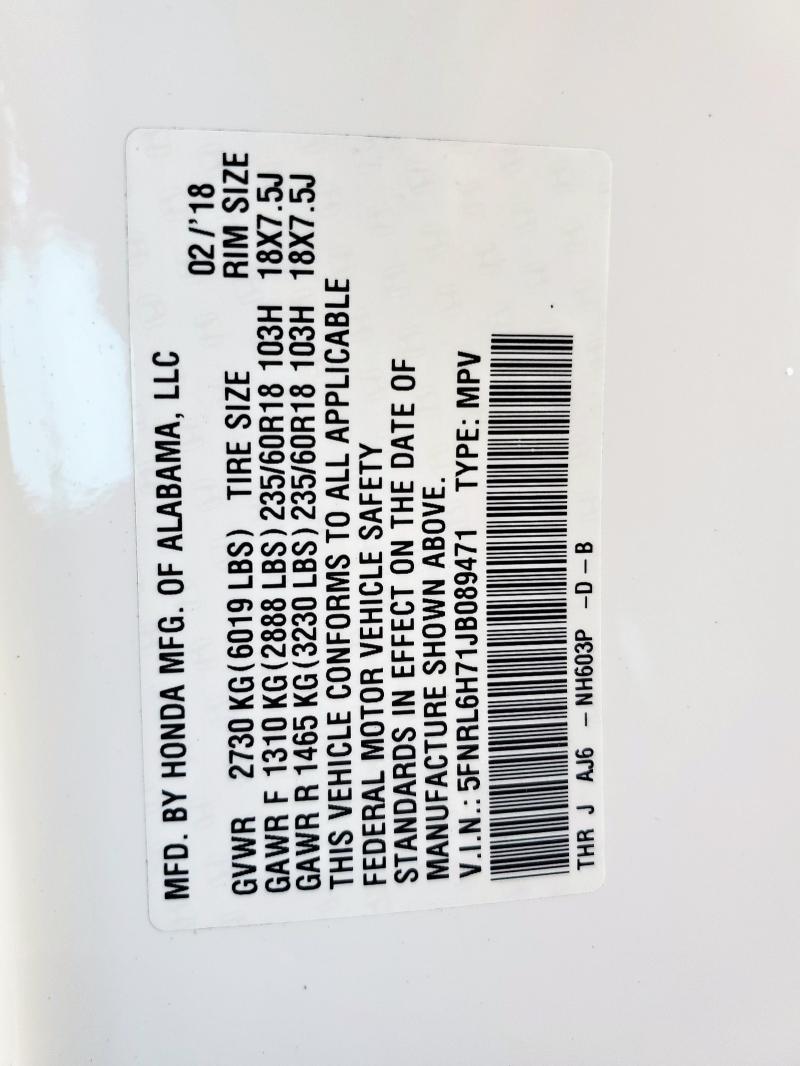 MFD. BY HONDA MFG. OF ALABAMA, LLC 02/'18
GVWR 2730 KG(6019 LBS) TIRE SIZE RIM SIZE
GAWR F 1310 KG(2888 LBS) 235/60R18 103H 18X7.5J
GAWR R 1465 KG(3230 LBS) 235/60R18 103H 18X7.5J
THIS VEHICLE CONFORMS TO ALL APPLICABLE
FEDERAL MOTOR VEHICLE SAFETY
STANDARDS IN EFFECT ON THE DATE OF
MANUFACTURE SHOWN ABOVE.
V.I.N.: 5FNRL6H71JB089471 TYPE: MPV
THR J AJ6 – NH603P –D–B